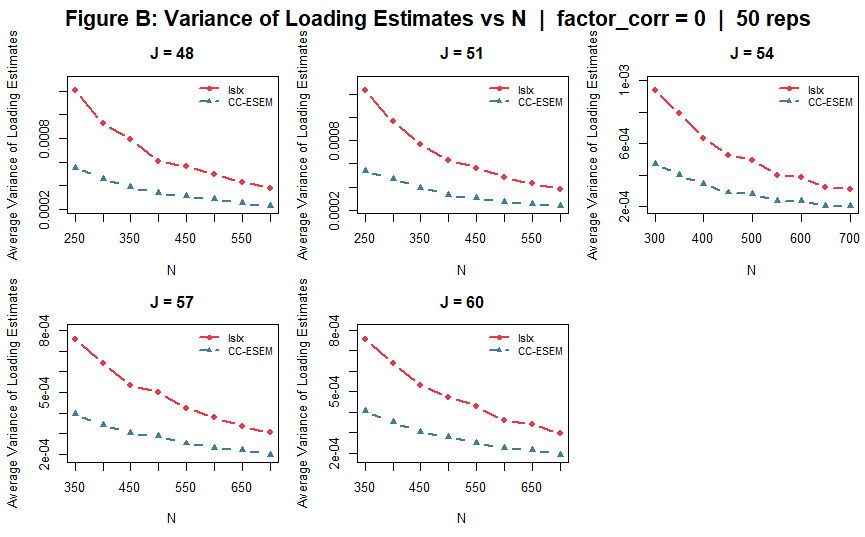 Figure B: Variance of Loading Estimates vs N | factor_corr = 0 | 50 reps
J = 48
Average Variance of Loading Estimates
0.0008
0.0002
lslx
CC-ESEM
250
350
450
550
N
J = 51
Average Variance of Loading Estimates
0.0008
0.0002
lslx
CC-ESEM
250
350
450
550
N
J = 54
Average Variance of Loading Estimates
1e-03
6e-04
2e-04
lslx
CC-ESEM
300
400
500
600
700
N
J = 57
Average Variance of Loading Estimates
8e-04
5e-04
2e-04
lslx
CC-ESEM
350
450
550
650
N
J = 60
Average Variance of Loading Estimates
8e-04
5e-04
2e-04
lslx
CC-ESEM
350
450
550
650
N